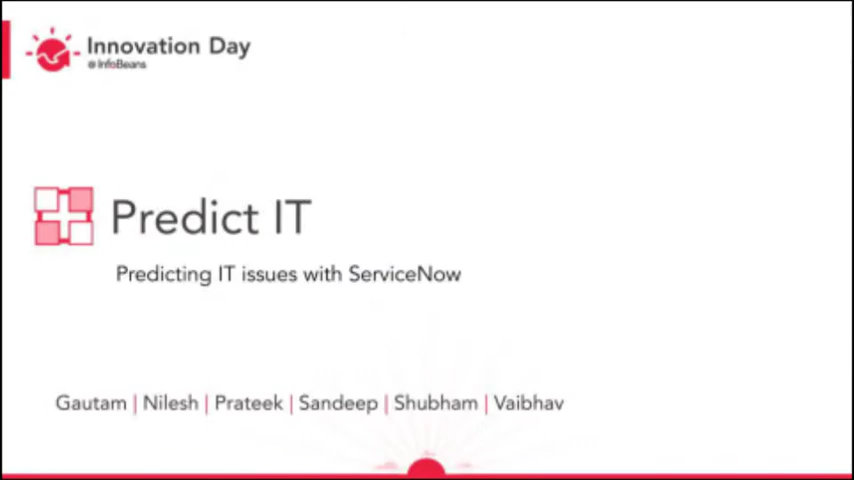 Innovation Day
@ InfoBeans
Predict IT
Predicting IT issues with ServiceNow
Gautam | Nilesh | Prateek | Sandeep | Shubham | Vaibhav